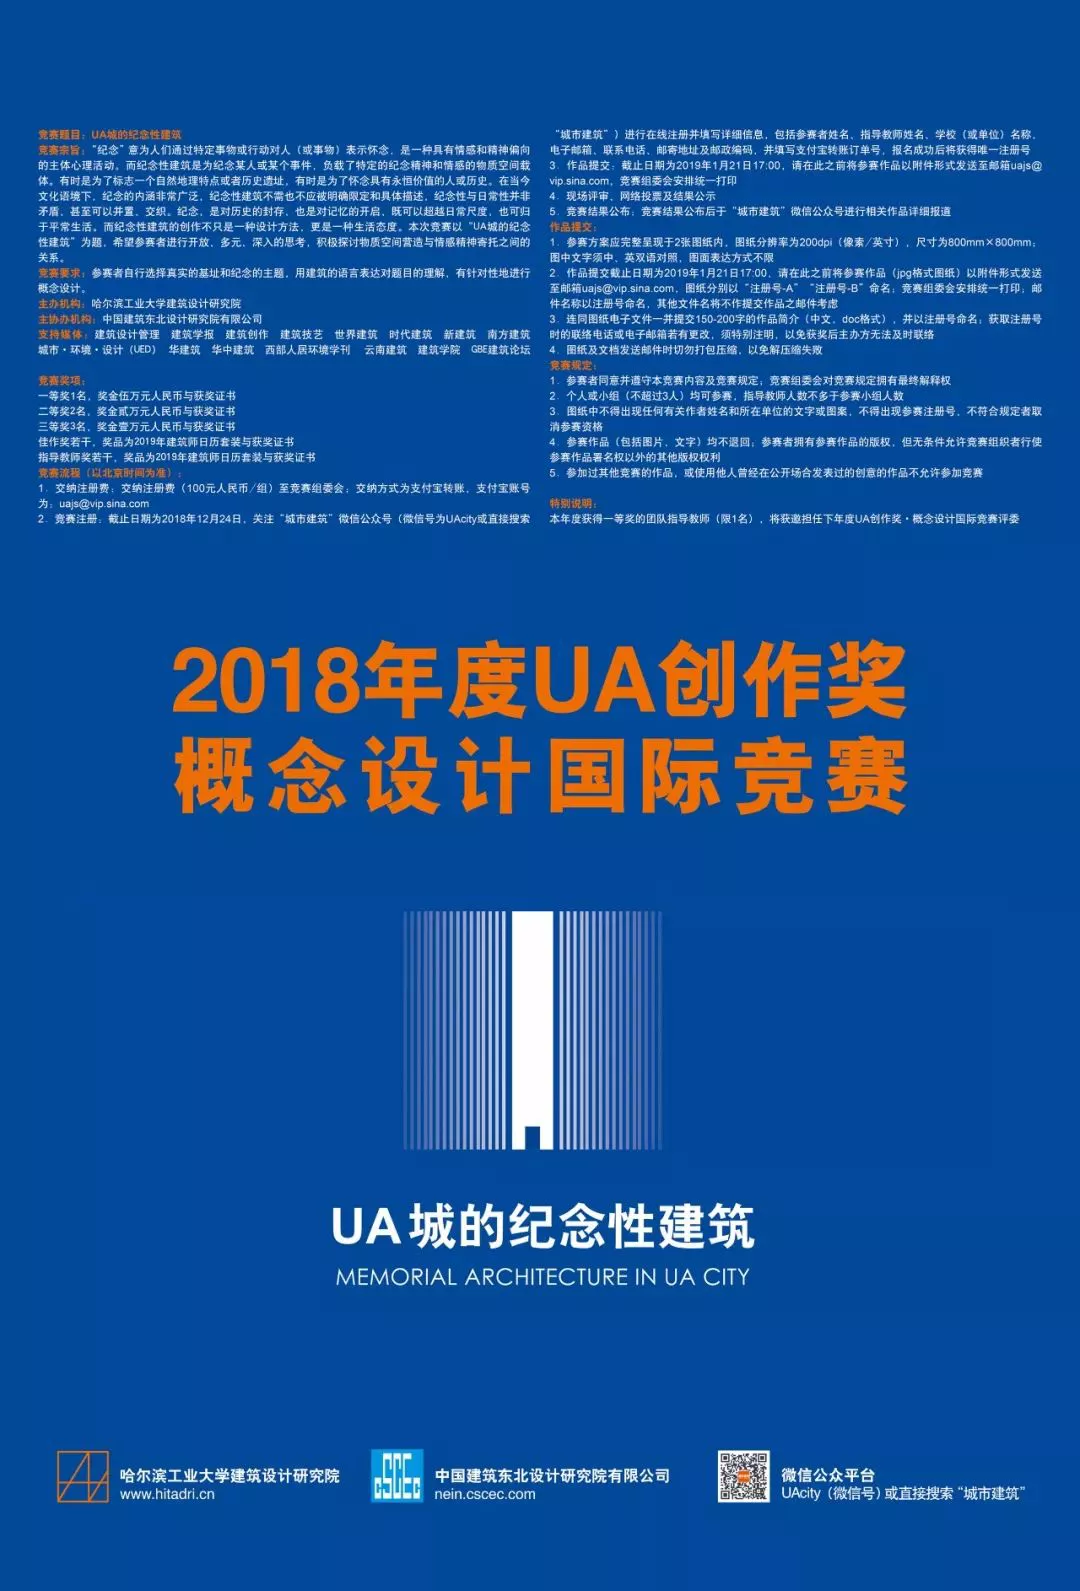 竞赛题目：UA城的纪念性建筑
竞赛宗旨：“纪念”意为人们通过特定事物或行动对人（或事物）表示怀念，是一种具有情感和精神偏向
的主体心理活动。而纪念性建筑是为纪念某人或某个事件，负载了特定的纪念精神和情感的物质空间载
体。有时是为了标志一个自然地理特点或者历史遗址，有时是为了怀念具有永恒价值的人或历史。在当今
文化语境下，纪念的内涵非常广泛，纪念性建筑不需也不应被明确限定和具体描述，纪念性与日常性并非
矛盾，甚至可以并置、交织。纪念，是对历史的封存，也是对记忆的开启，既可以超越日常尺度，也可归
于平常生活。而纪念性建筑的创作不只是一种设计方法，更是一种生活态度。本次竞赛以“UA城的纪念
性建筑”为题，希望参赛者进行开放、多元、深入的思考，积极探讨物质空间营造与情感精神寄托之间的
关系。
竞赛要求：参赛者自行选择真实的基址和纪念的主题，用建筑的语言表达对题目的理解，有针对性地进行
概念设计。
主办机构：哈尔滨工业大学建筑设计研究院
主协办机构：中国建筑东北设计研究院有限公司
支持媒体：建筑设计管理 建筑学报 建筑创作 建筑技艺 世界建筑 时代建筑 新建筑 南方建筑
城市·环境·设计（UED） 华建筑 华中建筑 西部人居环境学刊 云南建筑 建筑学院 GBE建筑论坛
竞赛奖项：
一等奖1名，奖金伍万元人民币与获奖证书
二等奖2名，奖金贰万元人民币与获奖证书
三等奖3名，奖金壹万元人民币与获奖证书
佳作奖若干，奖品为2019年建筑师日历套装与获奖证书
指导教师奖若干，奖品为2019年建筑师日历套装与获奖证书
竞赛流程（以北京时间为准）：
1．交纳注册费：交纳注册费（100元人民币/组）至竞赛组委会；交纳方式为支付宝转账，支付宝账号
为：uajs@vip.sina.com
2．竞赛注册：截止日期为2018年12月24日，关注“城市建筑”微信公众号（微信号为UAcity或直接搜索
“城市建筑”）进行在线注册并填写详细信息，包括参赛者姓名、指导教师姓名、学校（或单位）名称、
电子邮箱、联系电话、邮寄地址及邮政编码，并填写支付宝转账订单号，报名成功后将获得唯一注册号
3．作品提交：截止日期为2019年1月21日17:00，请在此之前将参赛作品以附件形式发送至邮箱uajs@
vip.sina.com，竞赛组委会安排统一打印
4．现场评审、网络投票及结果公示
5．竞赛结果公布：竞赛结果公布后于“城市建筑”微信公众号进行相关作品详细报道
作品提交：
1．参赛方案应完整呈现于2张图纸内，图纸分辨率为200dpi（像素/英寸），尺寸为800mm×800mm；
图中文字须中、英双语对照，图面表达方式不限
2．作品提交截止日期为2019年1月21日17:00，请在此之前将参赛作品（jpg格式图纸）以附件形式发送
至邮箱uajs@vip.sina.com，图纸分别以“注册号-A”“注册号-B”命名；竞赛组委会安排统一打印；邮
件名称以注册号命名，其他文件名将不作提交作品之邮件考虑
3．连同图纸电子文件一并提交150-200字的作品简介（中文，doc格式），并以注册号命名；获取注册号
时的联络电话或电子邮箱若有更改，须特别注明，以免获奖后主办方无法及时联络
4．图纸及文档发送邮件时切勿打包压缩，以免解压缩失败
竞赛规定：
1．参赛者同意并遵守本竞赛内容及竞赛规定；竞赛组委会对竞赛规定拥有最终解释权
2．个人或小组（不超过3人）均可参赛，指导教师人数不多于参赛小组人数
3．图纸中不得出现任何有关作者姓名和所在单位的文字或图案，不得出现参赛注册号，不符合规定者取
消参赛资格
4．参赛作品（包括图片、文字）均不退回；参赛者拥有参赛作品的版权，但无条件允许竞赛组织者行使
参赛作品署名权以外的其他版权权利
5．参加过其他竞赛的作品，或使用他人曾经在公开场合发表过的创意的作品不允许参加竞赛
特别说明：
本年度获得一等奖的团队指导教师（限1名），将获邀担任下年度UA创作奖·概念设计国际竞赛评委
2018年度UA创作奖
概念设计国际竞赛
UA城的纪念性建筑
MEMORIAL ARCHITECTURE IN UA CITY
哈尔滨工业大学建筑设计研究院
www.hitadri.cn
CSCEC
中国建筑东北设计研究院有限公司
nein.cscec.com
微信公众平台
UAcity（微信号）或直接搜索“城市建筑”